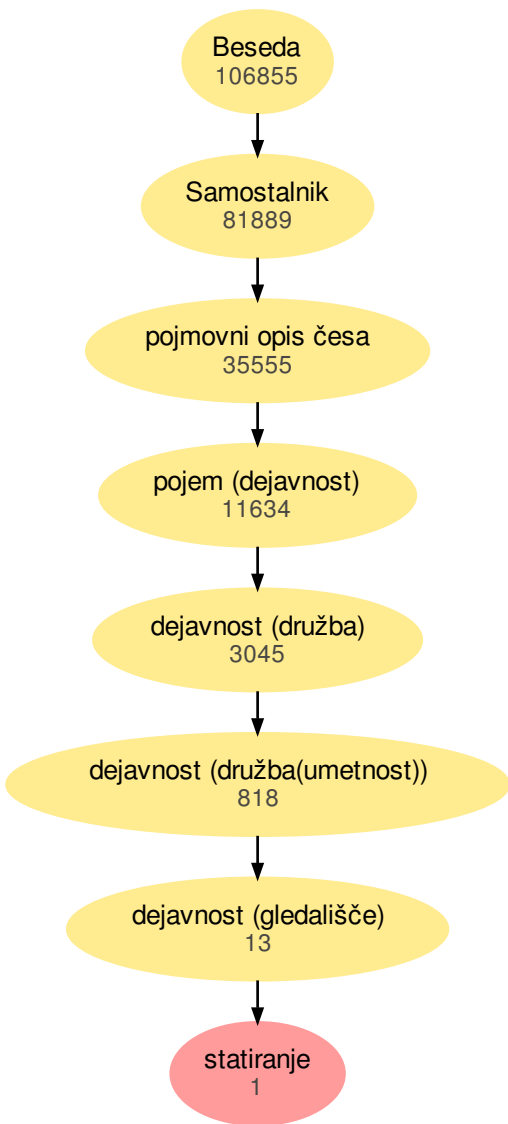 Beseda
106855
Samostalnik
81889
pojmovni opis česa
35555
pojem (dejavnost)
11634
dejavnost (družba)
3045
dejavnost (družba(umetnost))
818
dejavnost (gledališče)
13
statiranje
1